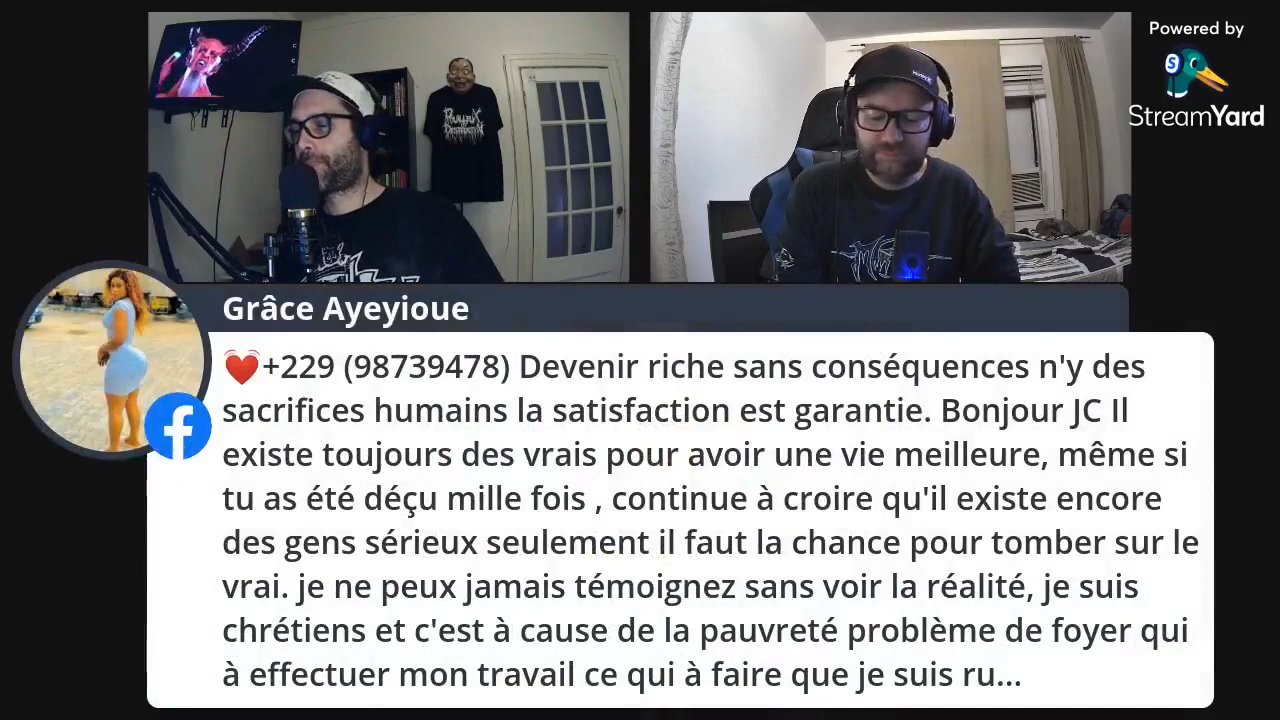 Powered by
StreamYard
Grâce Ayeyioue
❤️+229 (98739478) Devenir riche sans conséquences n'y des
sacrifices humains la satisfaction est garantie. Bonjour JC Il
existe toujours des vrais pour avoir une vie meilleure, même si
tu as été déçu mille fois , continue à croire qu'il existe encore
des gens sérieux seulement il faut la chance pour tomber sur le
vrai. je ne peux jamais témoignez sans voir la réalité, je suis
chrétiens et c'est à cause de la pauvreté problème de foyer qui
à effectuer mon travail ce qui à faire que je suis ru...